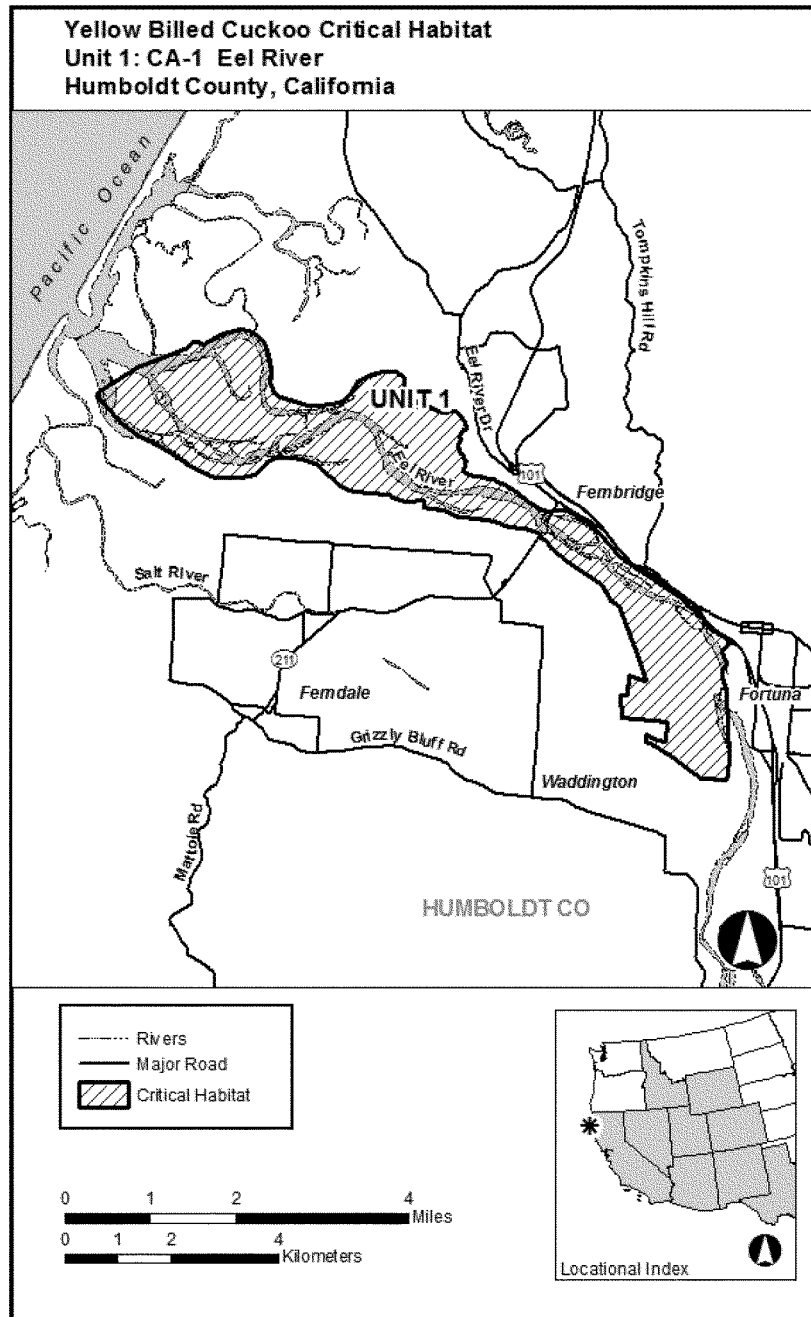 Yellow Billed Cuckoo Critical Habitat
Unit 1: CA-1 Eel River
Humboldt County, California
Pacific Ocean
Tompkins Hill Rd
Eel River Dr
UNIT 1
101
Eel River
Fernbridge
Salt River
211
Ferndale
Fortuna
Grizzly Bluff Rd
Waddington
Mattole Rd
101
HUMBOLDT CO
Rivers
Major Road
Critical Habitat
0 1 2 4
Miles
0 1 2 4
Kilometers
Locational Index